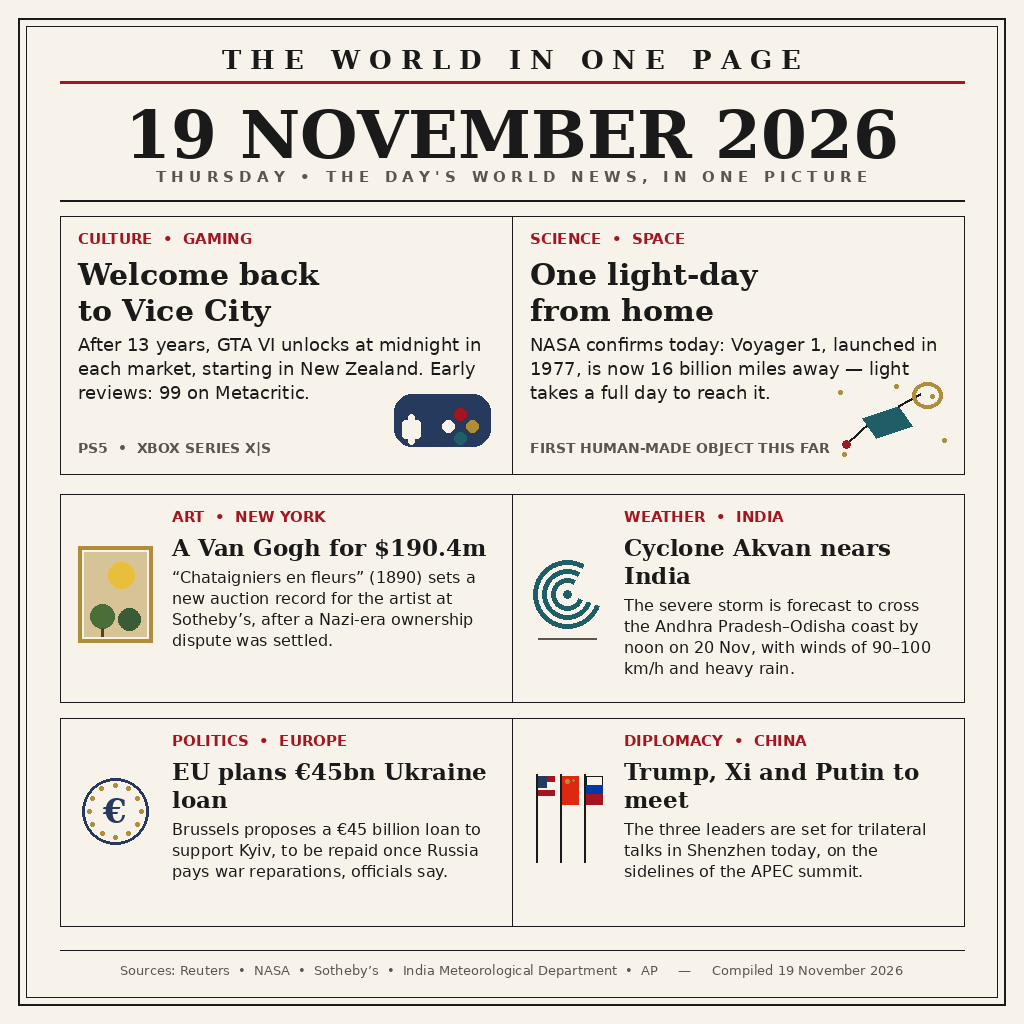 THE WORLD IN ONE PAGE
19 NOVEMBER 2026
THURSDAY • THE DAY'S WORLD NEWS, IN ONE PICTURE
CULTURE • GAMING
Welcome back
to Vice City
After 13 years, GTA VI unlocks at midnight in
each market, starting in New Zealand. Early
reviews: 99 on Metacritic.
PS5 • XBOX SERIES X|S
SCIENCE • SPACE
One light-day
from home
NASA confirms today: Voyager 1, launched in
1977, is now 16 billion miles away — light
takes a full day to reach it.
FIRST HUMAN-MADE OBJECT THIS FAR
ART • NEW YORK
A Van Gogh for $190.4m
“Chataigniers en fleurs” (1890) sets a
new auction record for the artist at
Sotheby’s, after a Nazi-era ownership
dispute was settled.
WEATHER • INDIA
Cyclone Akvan nears
India
The severe storm is forecast to cross
the Andhra Pradesh–Odisha coast by
noon on 20 Nov, with winds of 90–100
km/h and heavy rain.
POLITICS • EUROPE
EU plans €45bn Ukraine
loan
Brussels proposes a €45 billion loan to
support Kyiv, to be repaid once Russia
pays war reparations, officials say.
€
DIPLOMACY • CHINA
Trump, Xi and Putin to
meet
The three leaders are set for trilateral
talks in Shenzhen today, on the
sidelines of the APEC summit.
Sources: Reuters • NASA • Sotheby’s • India Meteorological Department • AP — Compiled 19 November 2026